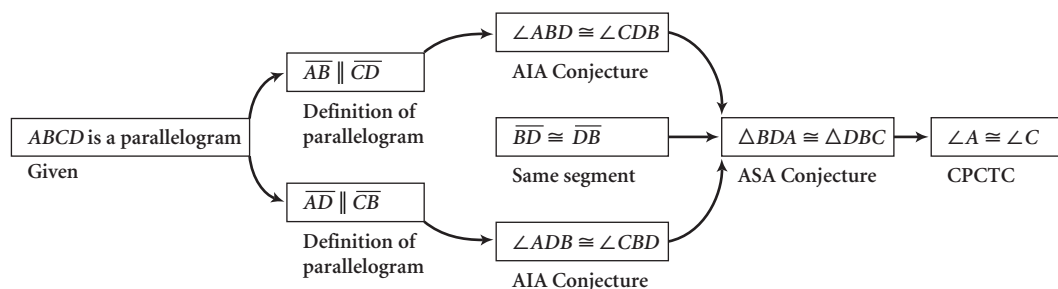 ABCD is a parallelogram
Given
AB ∥ CD
Definition of
parallelogram
AD ∥ CB
Definition of
parallelogram
∠ABD ≅ ∠CDB
AIA Conjecture
BD ≅ DB
Same segment
∠ADB ≅ ∠CBD
AIA Conjecture
△BDA ≅ △DBC
ASA Conjecture
∠A ≅ ∠C
CPCTC